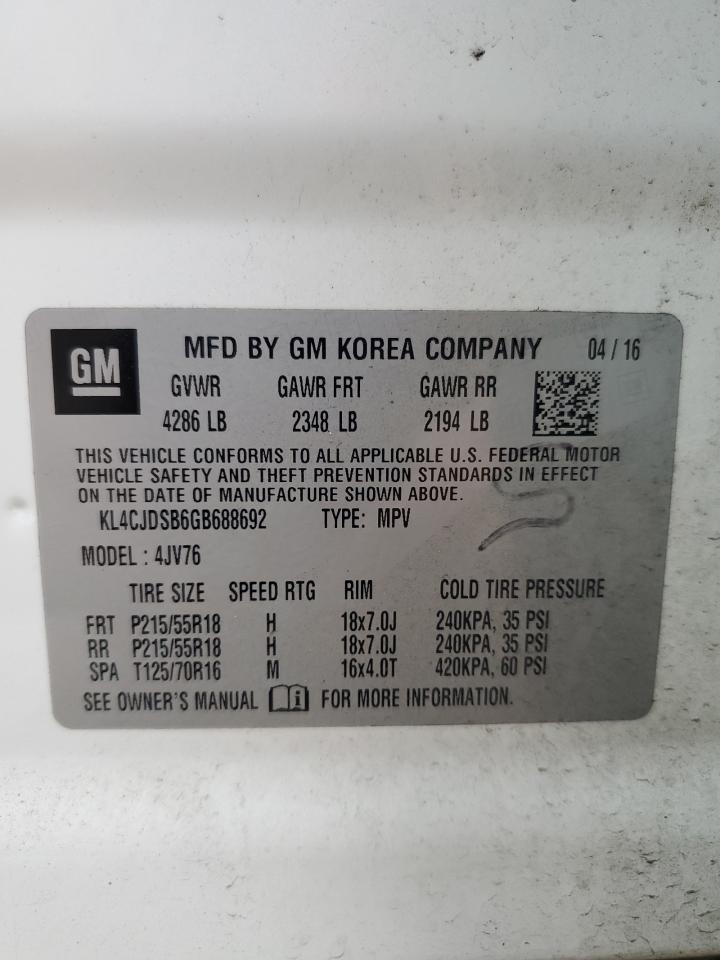 GM MFD BY GM KOREA COMPANY 04 / 16
GVWR GAWR FRT GAWR RR
4286 LB 2348 LB 2194 LB
THIS VEHICLE CONFORMS TO ALL APPLICABLE U.S. FEDERAL MOTOR
VEHICLE SAFETY AND THEFT PREVENTION STANDARDS IN EFFECT
ON THE DATE OF MANUFACTURE SHOWN ABOVE.
KL4CJDSB6GB688692 TYPE: MPV
MODEL : 4JV76
TIRE SIZE SPEED RTG RIM COLD TIRE PRESSURE
FRT P215/55R18 H 18x7.0J 240KPA, 35 PSI
RR P215/55R18 H 18x7.0J 240KPA, 35 PSI
SPA T125/70R16 M 16x4.0T 420KPA, 60 PSI
SEE OWNER'S MANUAL i FOR MORE INFORMATION.